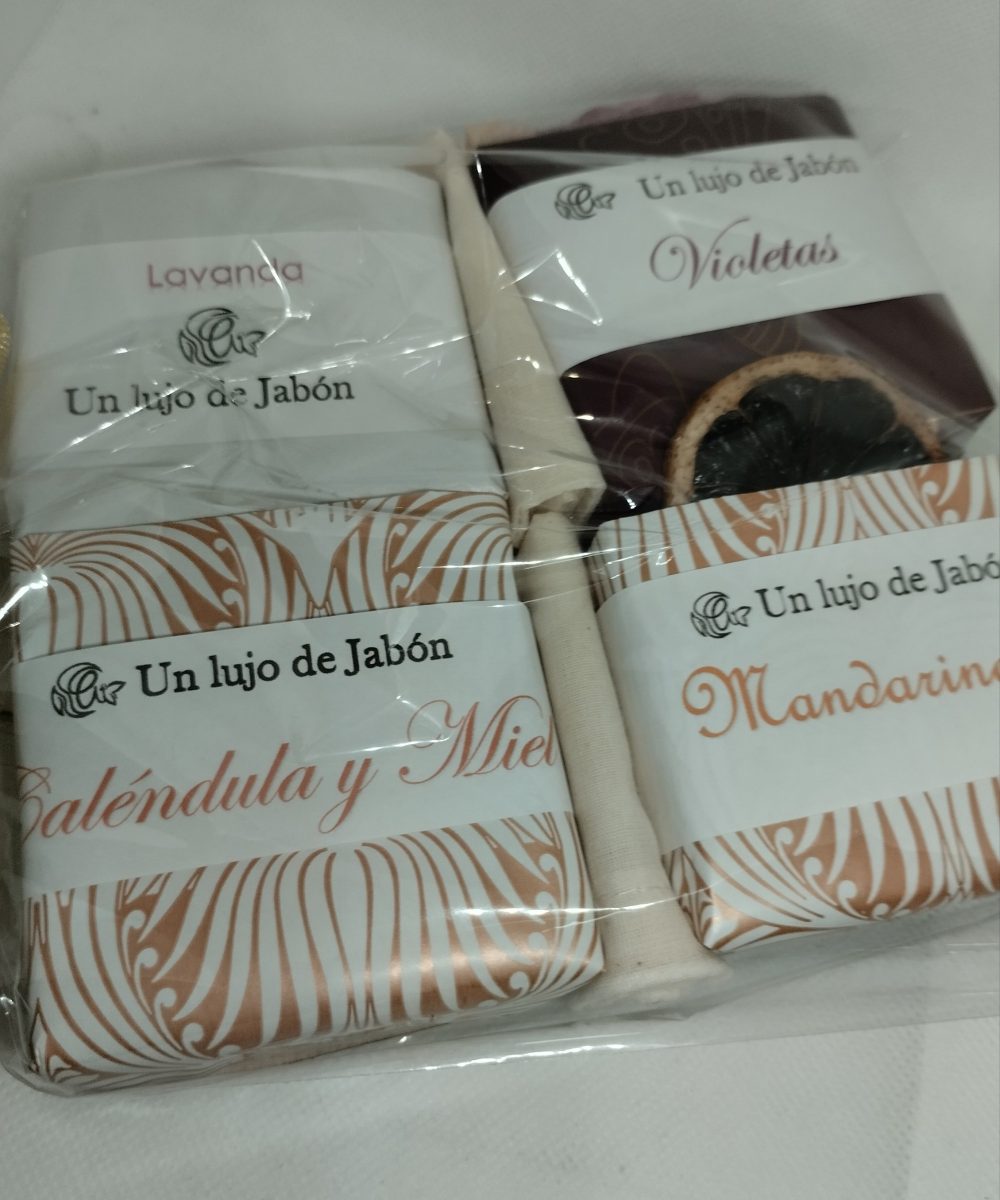 Lavanda
Un lujo de Jabón
Un lujo de Jabón
Violetas
Un lujo de Jabón
Caléndula y Miel
Un lujo de Jabó
Mandarina